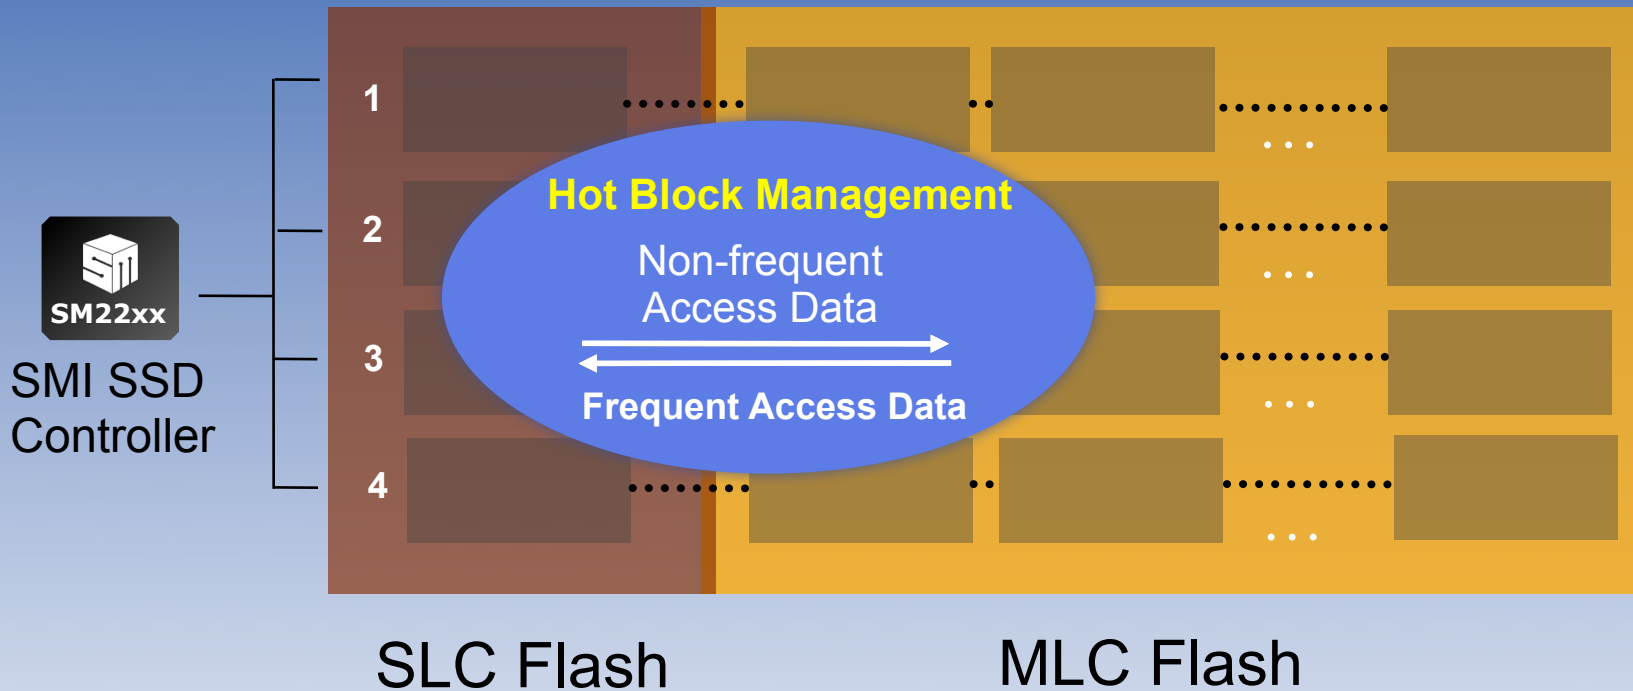 1
Hot Block Management
2
Non-frequent
Access Data
SM22xx
SMI SSD
Controller
3
Frequent Access Data
4
...
...
...
...
SLC Flash
MLC Flash